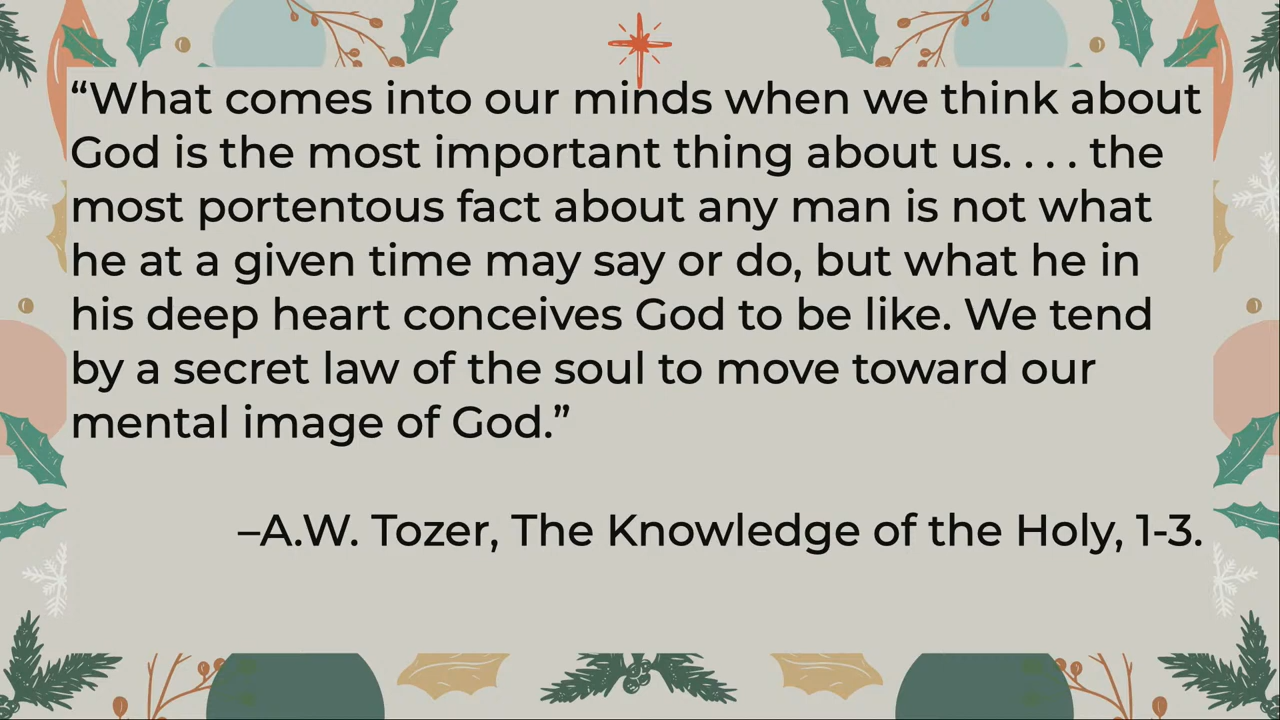 “What comes into our minds when we think about
God is the most important thing about us. . . . the
most portentous fact about any man is not what
he at a given time may say or do, but what he in
his deep heart conceives God to be like. We tend
by a secret law of the soul to move toward our
mental image of God.”
–A.W. Tozer, The Knowledge of the Holy, 1-3.